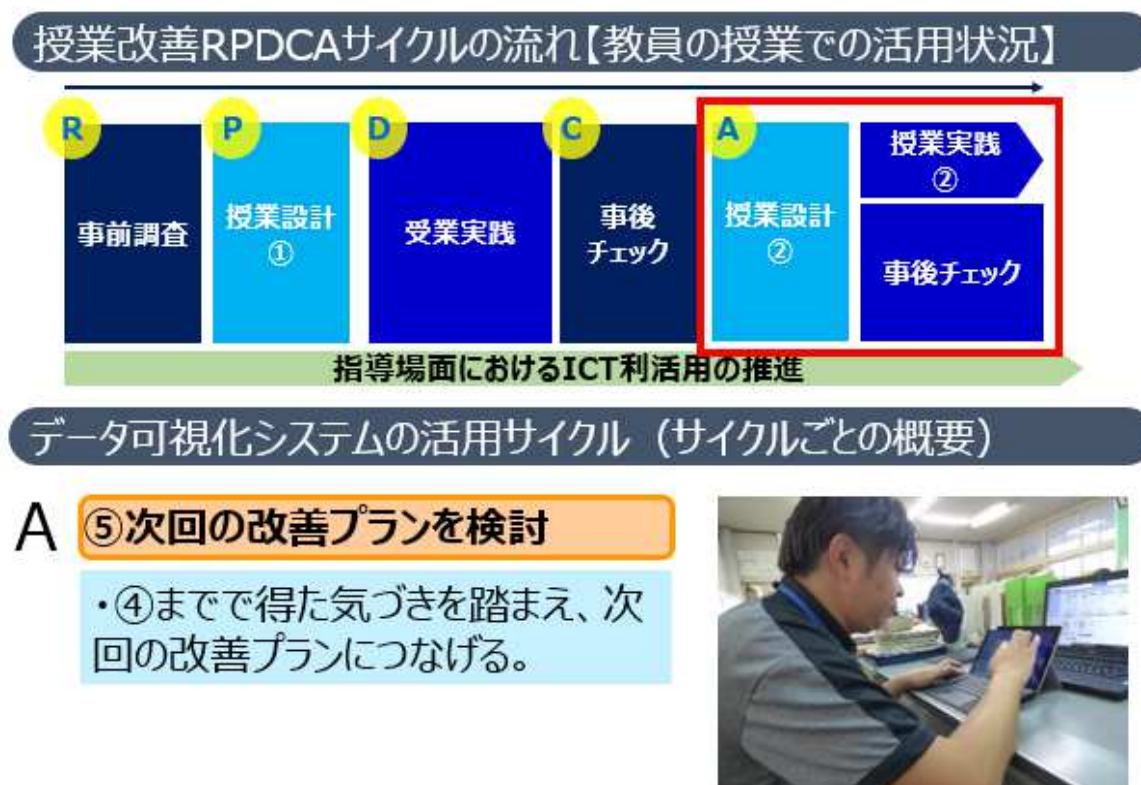 授業改善RPDCAサイクルの流れ【教員の授業での活用状況】
R
事前調査
P
授業設計
①
D
受業実践
C
事後
チェック
A
授業設計
②
授業実践
②
事後チェック
指導場面におけるICT利活用の推進
データ可視化システムの活用サイクル（サイクルごとの概要）
A
⑤次回の改善プランを検討
・④までで得た気づきを踏まえ、次
回の改善プランにつなげる。